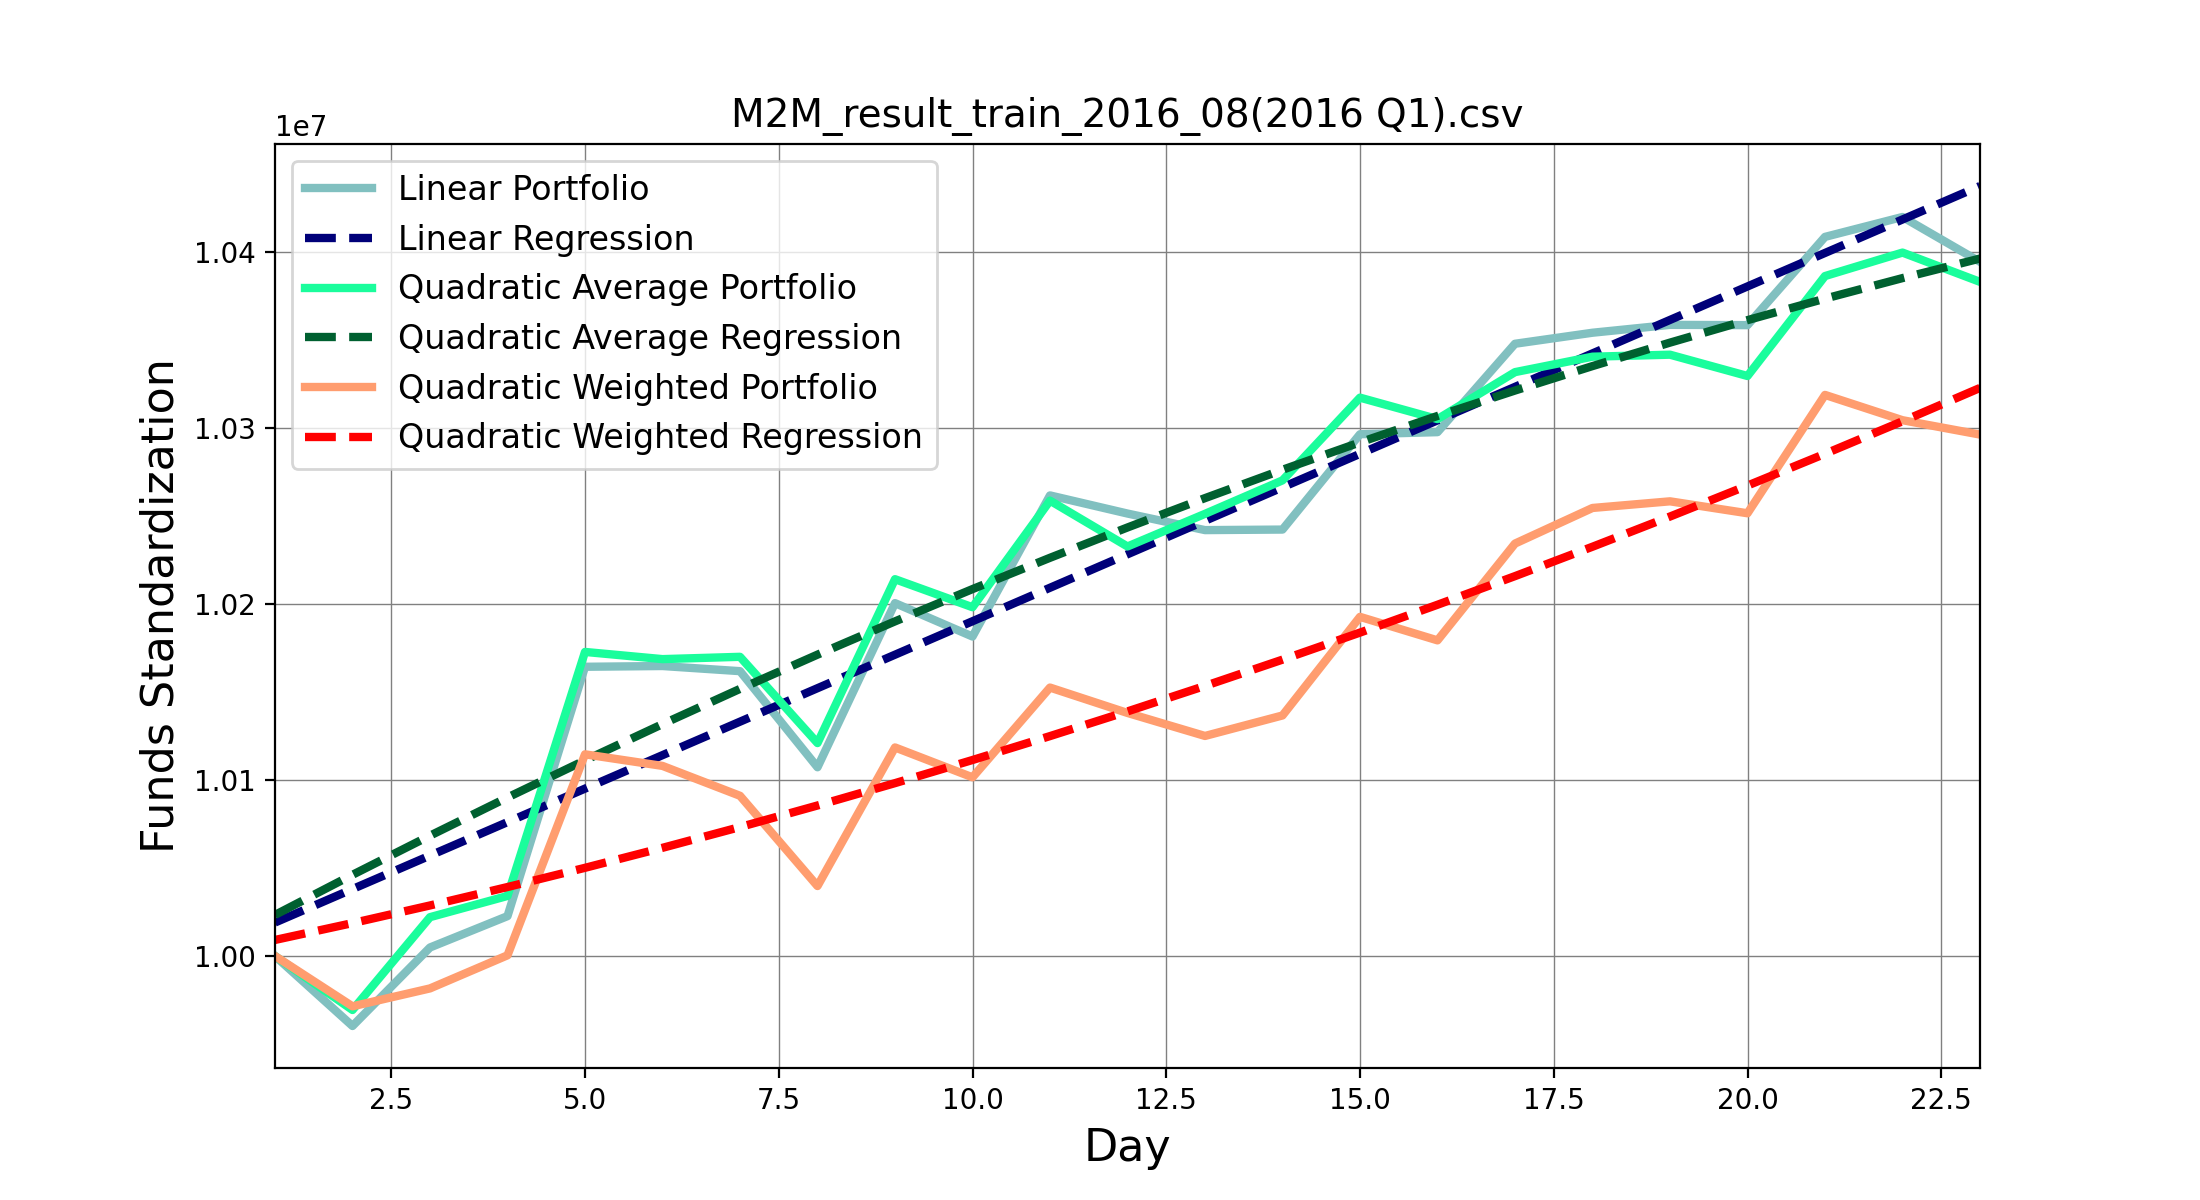 M2M_result_train_2016_08(2016 Q1).csv
1e7
Linear Portfolio
Linear Regression
Quadratic Average Portfolio
Quadratic Average Regression
Quadratic Weighted Portfolio
Quadratic Weighted Regression
1.04
1.03
1.02
1.01
1.00
Funds Standardization
2.5 5.0 7.5 10.0 12.5 15.0 17.5 20.0 22.5
Day